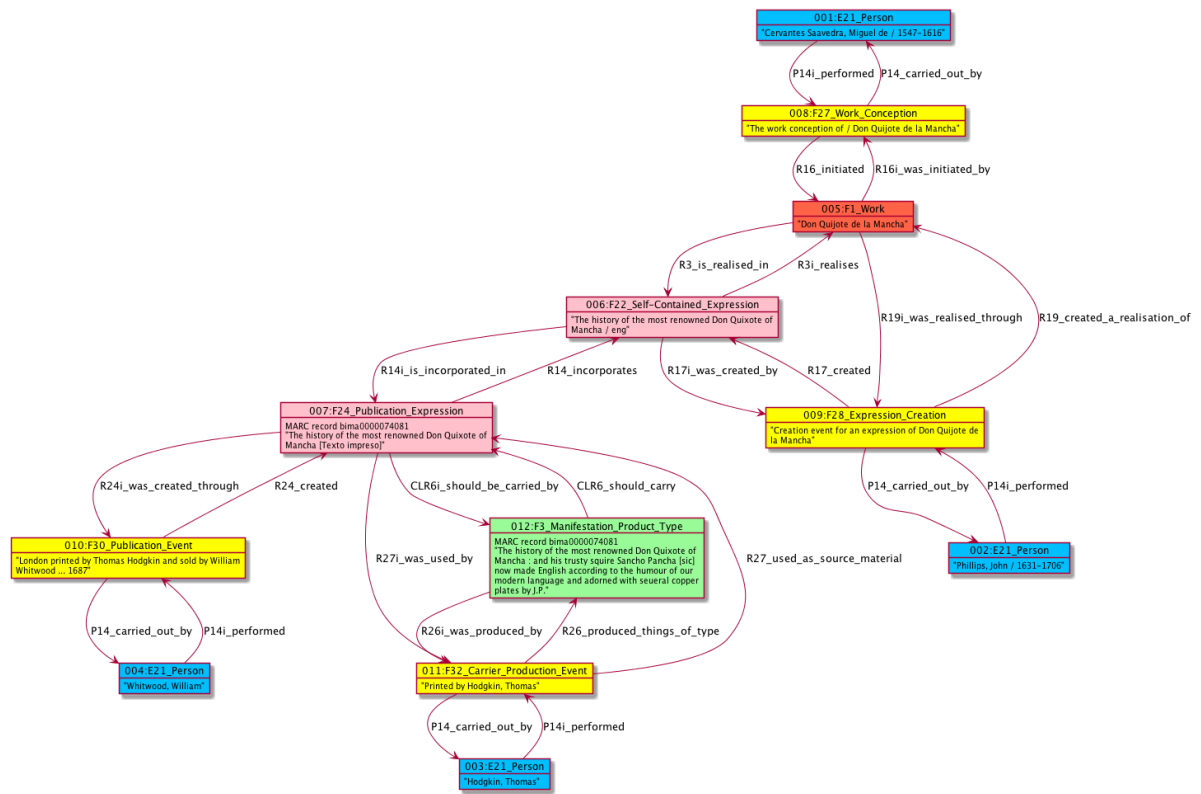 001:E21_Person
"Cervantes Saavedra, Miguel de / 1547-1616"
P14i_performed
P14_carried_out_by
008:F27_Work_Conception
"The work conception of / Don Quijote de la Mancha"
R16_initiated
R16i_was_initiated_by
005:F1_Work
"Don Quijote de la Mancha"
R3_is_realised_in
R3i_realises
006:F22_Self-Contained_Expression
"The history of the most renowned Don Quixote of
Mancha / eng"
R19i_was_realised_through
R19_created_a_realisation_of
R14i_is_incorporated_in
R14_incorporates
R17i_was_created_by
R17_created
007:F24_Publication_Expression
MARC record bima0000074081
"The history of the most renowned Don Quixote of
Mancha [Texto impreso]"
009:F28_Expression_Creation
"Creation event for an expression of Don Quijote de
la Mancha"
R24i_was_created_through
R24_created
CLR6i_should_be_carried_by
CLR6_should_carry
P14_carried_out_by
P14i_performed
010:F30_Publication_Event
"London printed by Thomas Hodgkin and sold by William
Whitwood ... 1687"
R27i_was_used_by
012:F3_Manifestation_Product_Type
MARC record bima0000074081
"The history of the most renowned Don Quixote of
Mancha : and his trusty squire Sancho Pancha [sic]
now made English according to the humour of our
modern language and adorned with seueral copper
plates by J.P."
R27_used_as_source_material
002:E21_Person
"Phillips, John / 1631-1706"
P14_carried_out_by
P14i_performed
R26i_was_produced_by
R26_produced_things_of_type
004:E21_Person
"Whitwood, William"
011:F32_Carrier_Production_Event
"Printed by Hodgkin, Thomas"
P14_carried_out_by
P14i_performed
003:E21_Person
"Hodgkin, Thomas"